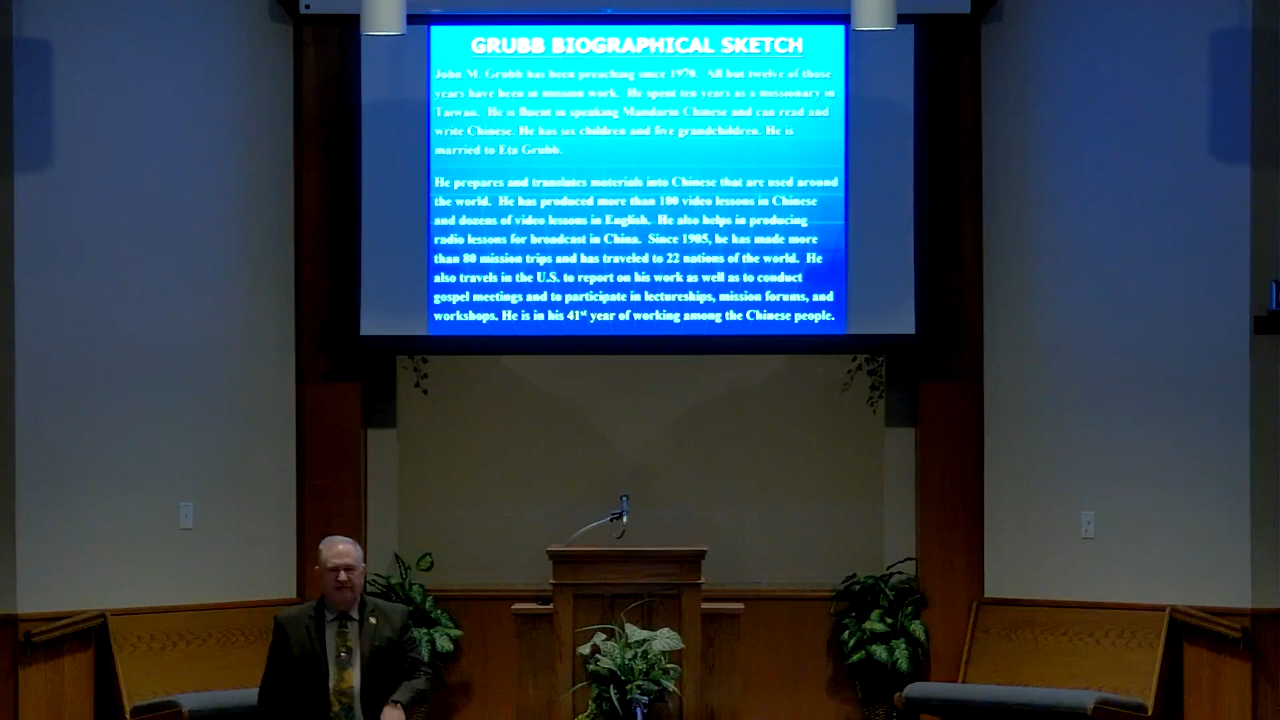 GRUBB BIOGRAPHICAL SKETCH
John M. Grubb has been preaching since 1970. All but twelve of those
years have been in mission work. He spent ten years as a missionary in
Taiwan. He is fluent in speaking Mandarin Chinese and can read and
write Chinese. He has six children and five grandchildren. He is
married to Eta Grubb.
He prepares and translates materials into Chinese that are used around
the world. He has produced more than 180 video lessons in Chinese
and dozens of video lessons in English. He also helps in producing
radio lessons for broadcast in China. Since 1985, he has made more
than 80 mission trips and has traveled to 22 nations of the world. He
also travels in the U.S. to report on his work as well as to conduct
gospel meetings and to participate in lectureships, mission forums, and
workshops. He is in his 41st year of working among the Chinese people.